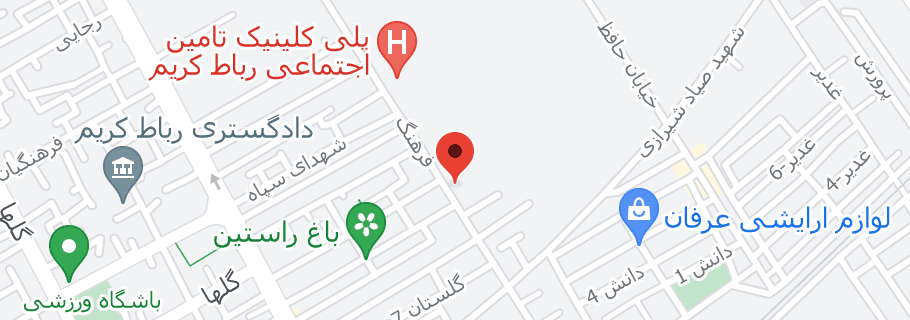 رجایی
پلی کلینیک تامین
اجتماعی رباط کریم
خیابان حافظ
شهید صیاد شیرازی
پرورش
غدیر
دادگستری رباط کریم
فرهنگ
فرهنگیان
شهدای سپاه
غدیر-6
غدیر-4
گلها
باغ راستین
لوازم آرایشی عرفان
گلها
دانش 1
دانش 4
گلستان 7
باشگاه ورزشی